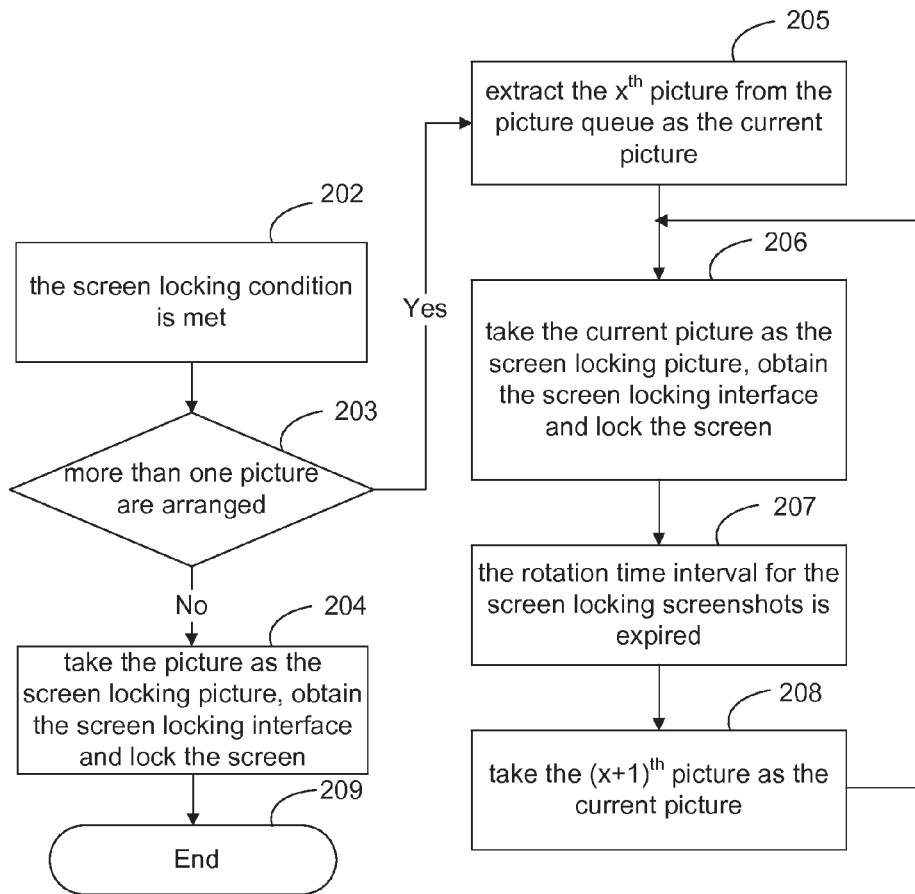 202
the screen locking condition
is met
203
more than one picture
are arranged
No
204
take the picture as the
screen locking picture, obtain
the screen locking interface
and lock the screen
209
End
Yes
205
extract the xth picture from the
picture queue as the current
picture
206
take the current picture as the
screen locking picture, obtain
the screen locking interface
and lock the screen
207
the rotation time interval for the
screen locking screenshots is
expired
208
take the (x+1)th picture as the
current picture